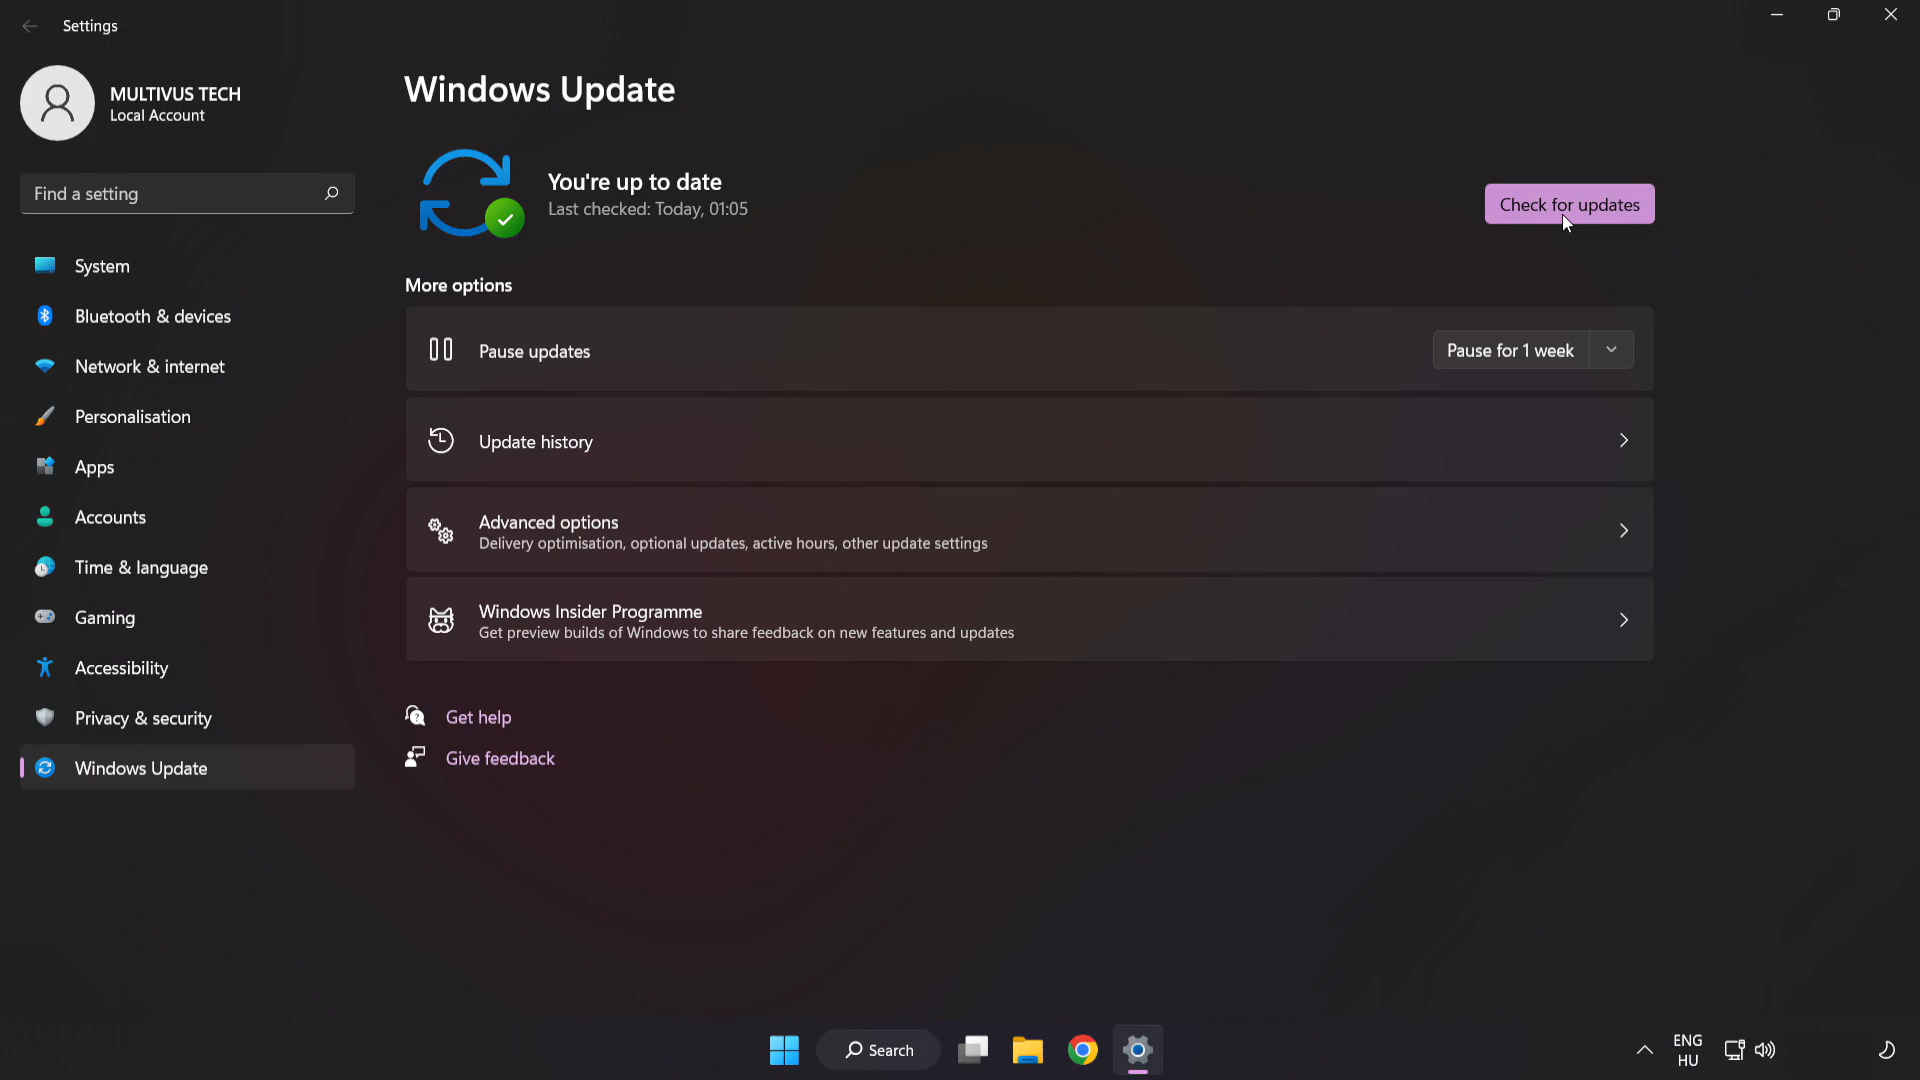 Settings
MULTIVUS TECH
Local Account
Find a setting
System
Bluetooth & devices
Network & internet
Personalisation
Apps
Accounts
Time & language
Gaming
Accessibility
Privacy & security
Windows Update
Windows Update
You're up to date
Last checked: Today, 01:05
Check for updates
More options
Pause updates
Pause for 1 week
Update history
Advanced options
Delivery optimisation, optional updates, active hours, other update settings
Windows Insider Programme
Get preview builds of Windows to share feedback on new features and updates
Get help
Give feedback
Search
ENG
HU